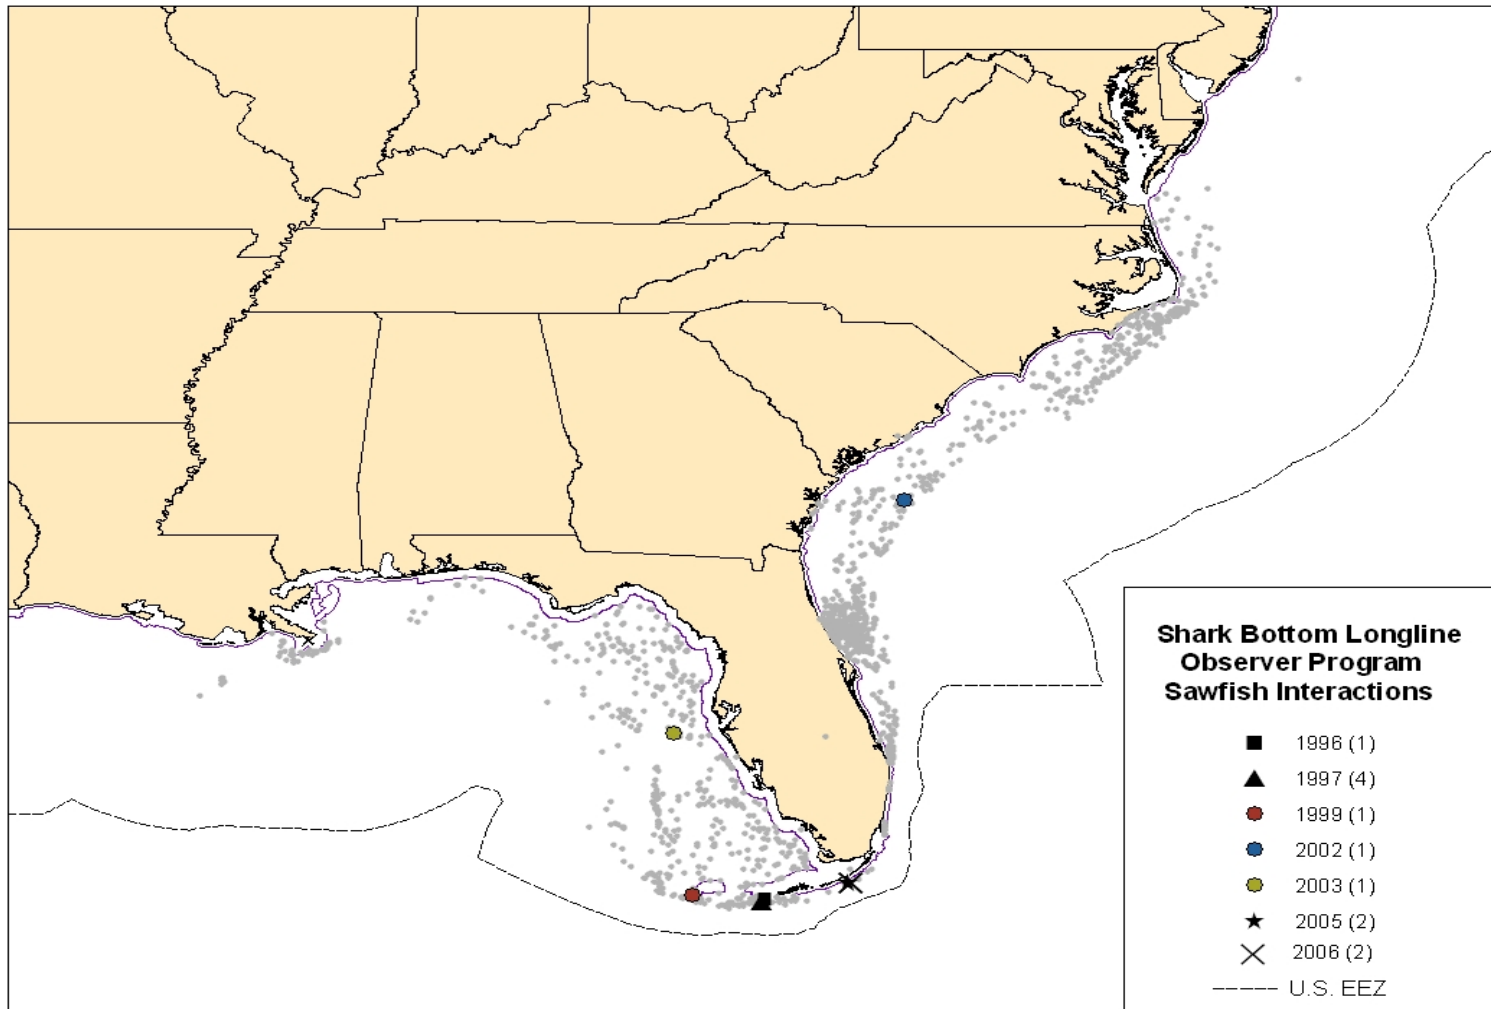 Shark Bottom Longline
Observer Program
Sawfish Interactions
1996 (1)
1997 (4)
1999 (1)
2002 (1)
2003 (1)
2005 (2)
2006 (2)
U.S. EEZ